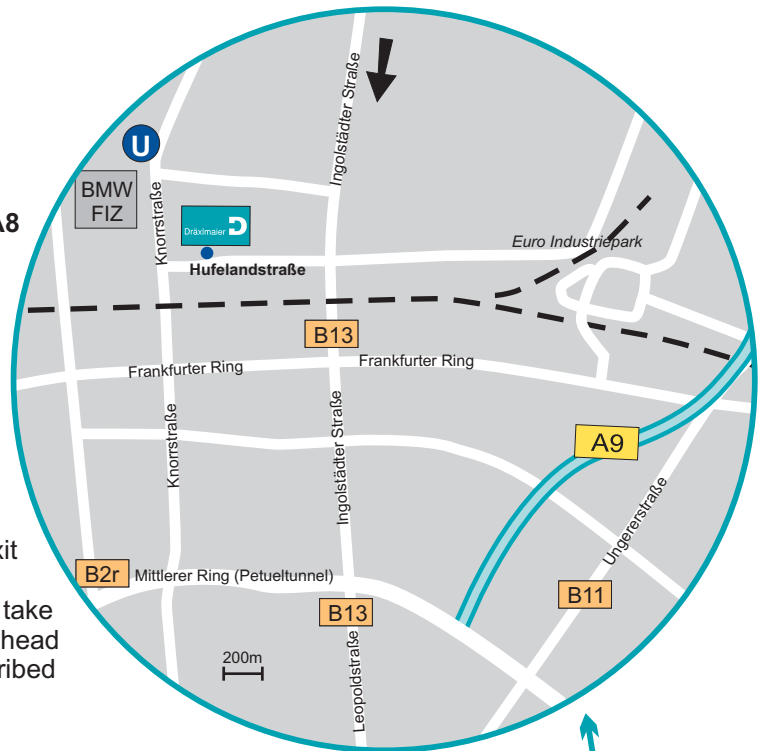 Ingolstädter Straße
U
BMW
FIZ
A8
Knorrstraße
Dräxlmaier D
Euro Industriepark
Hufelandstraße
B13
Frankfurter Ring
Frankfurter Ring
Knorrstraße
Ingolstädter Straße
A9
Ungererstraße
xit
B2r
Mittlerer Ring (Petueltunnel)
take
B11
B13
head
ribed
200m
Leopoldstraße